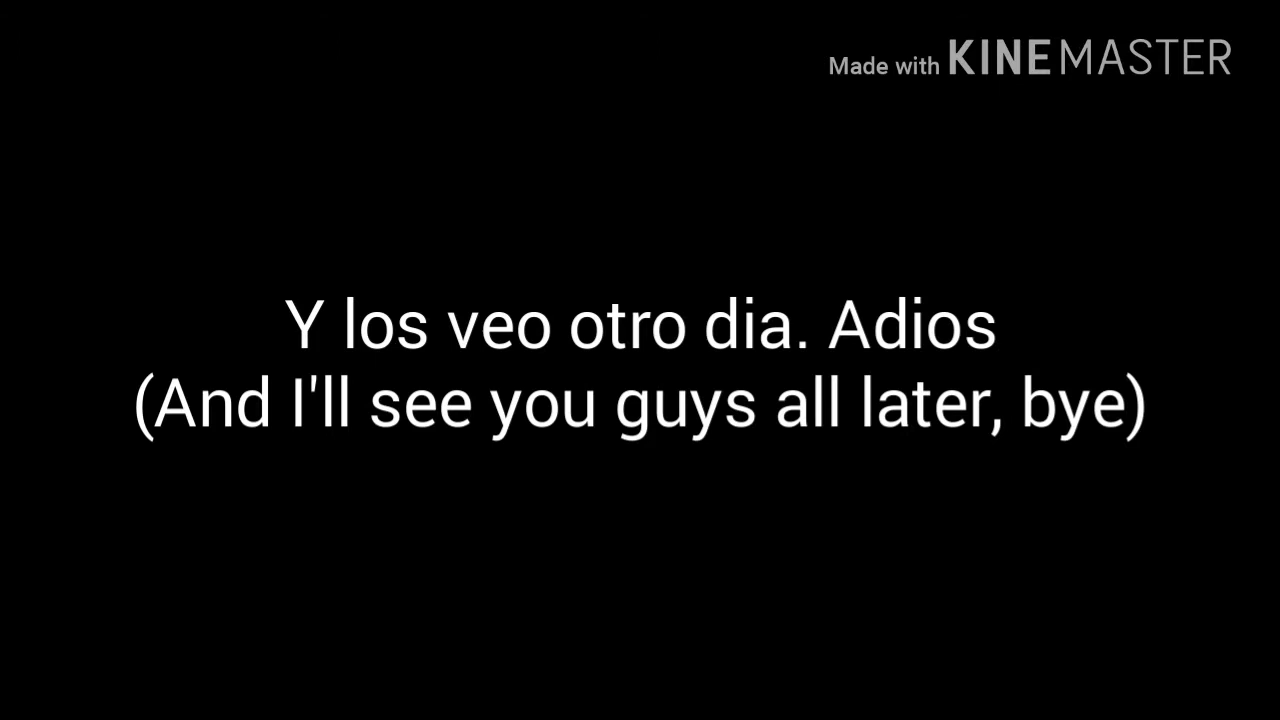 Made with KINEMASTER
Y los veo otro dia. Adios
(And I'll see you guys all later, bye)